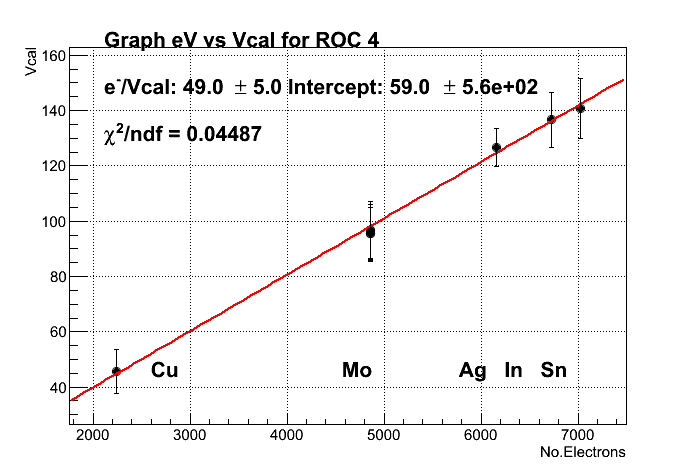 Graph eV vs Vcal for ROC 4
Vcal
e⁻/Vcal: 49.0 ± 5.0 Intercept: 59.0 ± 5.6e+02
χ²/ndf = 0.04487
160
140
120
100
80
60
40
Cu Mo Ag In Sn
2000 3000 4000 5000 6000 7000
No.Electrons